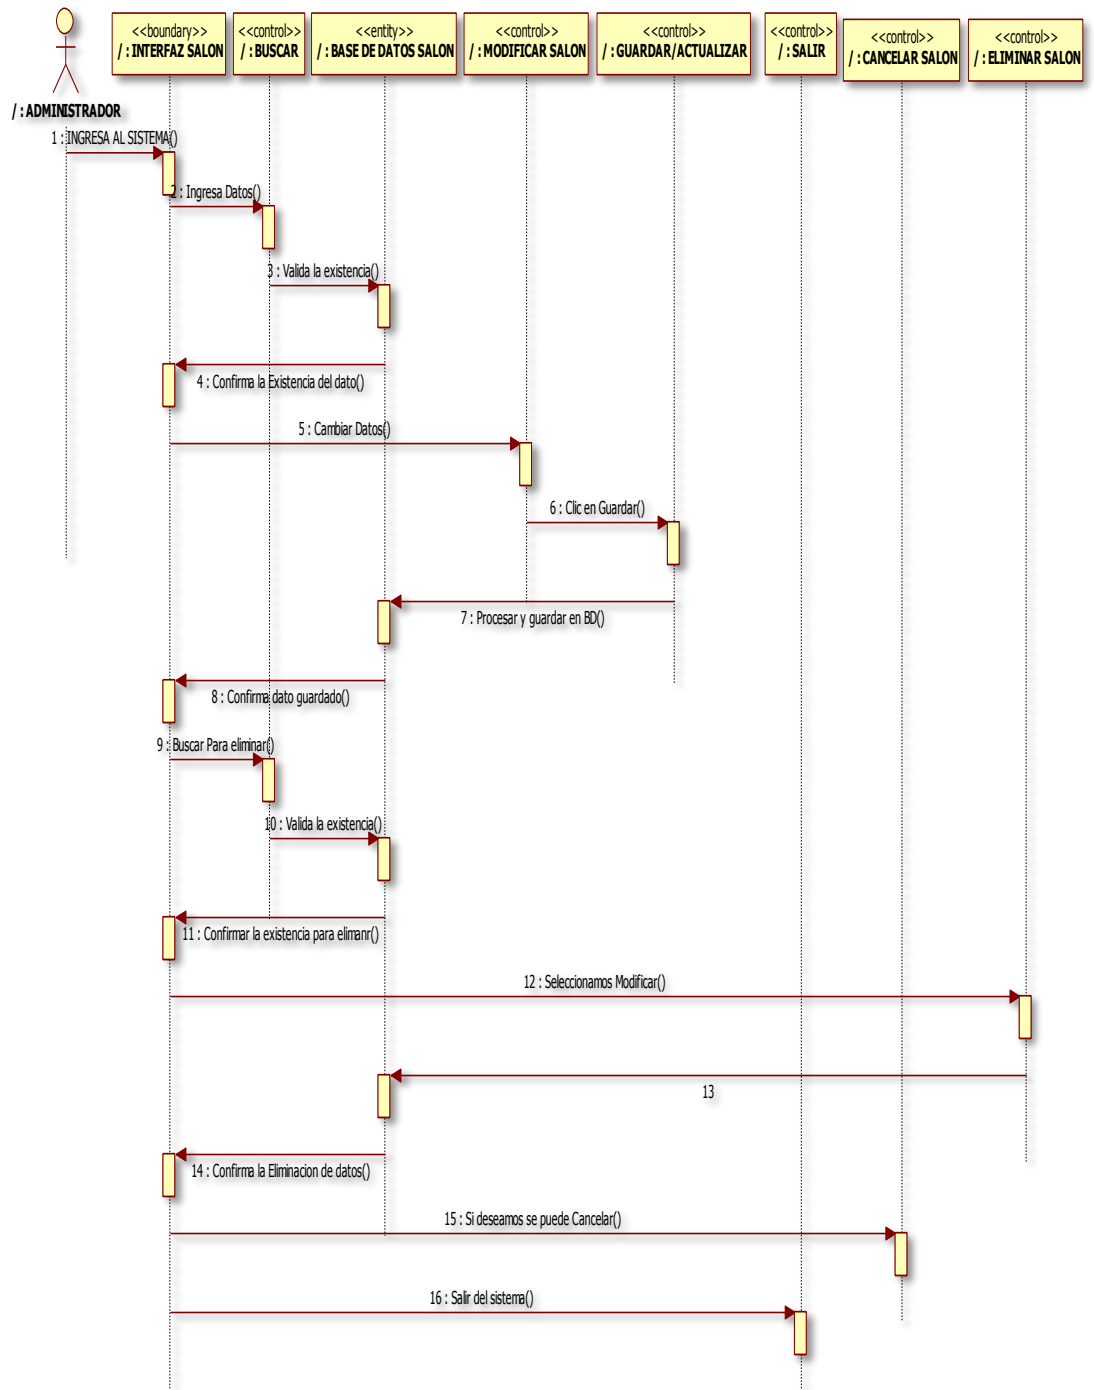 <<boundary>>
/ : INTERFAZ SALON
<<control>>
/ : BUSCAR
<<entity>>
/ : BASE DE DATOS SALON
<<control>>
/ : MODIFICAR SALON
<<control>>
/ : GUARDAR/ACTUALIZAR
<<control>>
/ : SALIR
<<control>>
/ : CANCELAR SALON
<<control>>
/ : ELIMINAR SALON
/ : ADMINISTRADOR
1 : INGRESA AL SISTEMA()
2 : Ingresa Datos()
3 : Valida la existencia()
4 : Confirma la Existencia del dato()
5 : Cambiar Datos()
6 : Clic en Guardar()
7 : Procesar y guardar en BD()
8 : Confirma dato guardado()
9 : Buscar Para eliminar()
10 : Valida la existencia()
11 : Confirmar la existencia para elimanr()
12 : Seleccionamos Modificar()
13
14 : Confirma la Eliminacion de datos()
15 : Si deseamos se puede Cancelar()
16 : Salir del sistema()